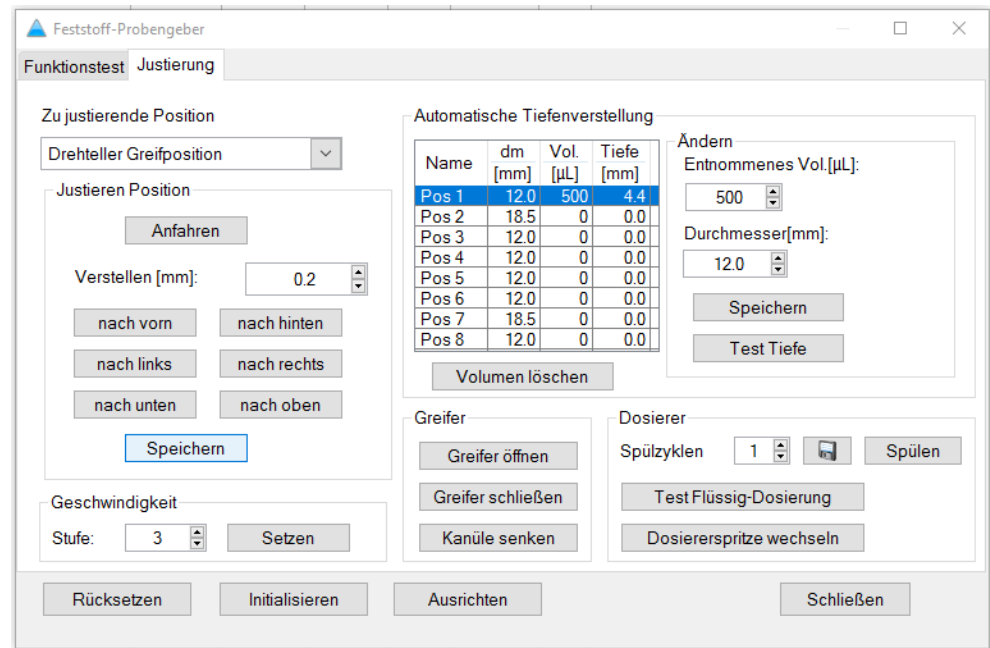 Feststoff-Probengeber
Funktionstest Justierung
Zu justierende Position
Drehteller Greifposition
Justieren Position
Anfahren
Verstellen [mm]: 0.2
nach vorn nach hinten
nach links nach rechts
nach unten nach oben
Speichern
Geschwindigkeit
Stufe: 3 Setzen
Automatische Tiefenverstellung
Name dm [mm] Vol. [µL] Tiefe [mm]
Pos 1 12.0 500 4.4
Pos 2 18.5 0 0.0
Pos 3 12.0 0 0.0
Pos 4 12.0 0 0.0
Pos 5 12.0 0 0.0
Pos 6 12.0 0 0.0
Pos 7 18.5 0 0.0
Pos 8 12.0 0 0.0
Volumen löschen
Ändern
Entnommenes Vol.[µL]:
500
Durchmesser[mm]:
12.0
Speichern
Test Tiefe
Greifer
Greifer öffnen
Greifer schließen
Kanüle senken
Dosierer
Spülzyklen 1 Spülen
Test Flüssig-Dosierung
Dosiererspritze wechseln
Rücksetzen Initialisieren Ausrichten Schließen